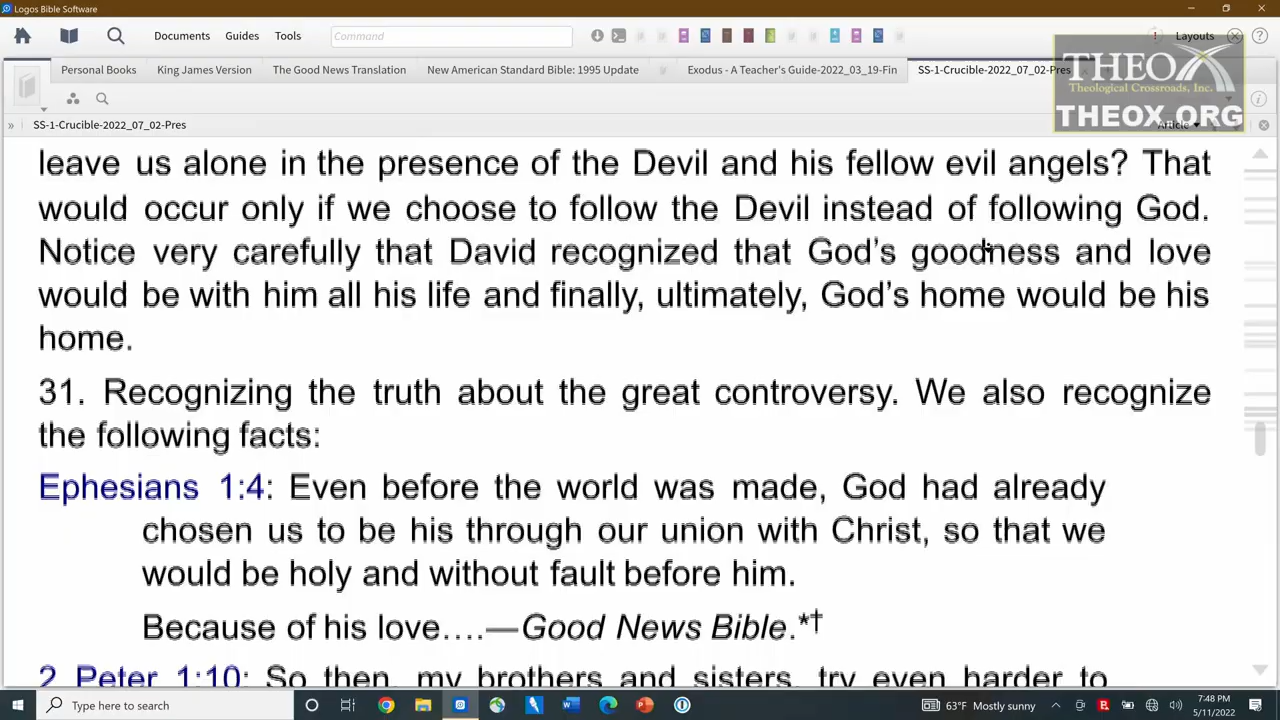 Logos Bible Software
Documents Guides Tools Command Layouts
Personal Books King James Version The Good News Translation New American Standard Bible: 1995 Update Exodus - A Teacher's Guide-2022_03_19-Fin SS-1-Crucible-2022_07_02-Pres
THEOX
Theological Crossroads, Inc.
THEOX.ORG
SS-1-Crucible-2022_07_02-Pres Article
leave us alone in the presence of the Devil and his fellow evil angels? That
would occur only if we choose to follow the Devil instead of following God.
Notice very carefully that David recognized that God's goodness and love
would be with him all his life and finally, ultimately, God's home would be his
home.
31. Recognizing the truth about the great controversy. We also recognize
the following facts:
Ephesians 1:4: Even before the world was made, God had already
chosen us to be his through our union with Christ, so that we
would be holy and without fault before him.
Because of his love….—Good News Bible.*†
2 Peter 1:10: So then, my brothers and sisters, try even harder to
Type here to search 63°F Mostly sunny 7:48 PM
5/11/2022